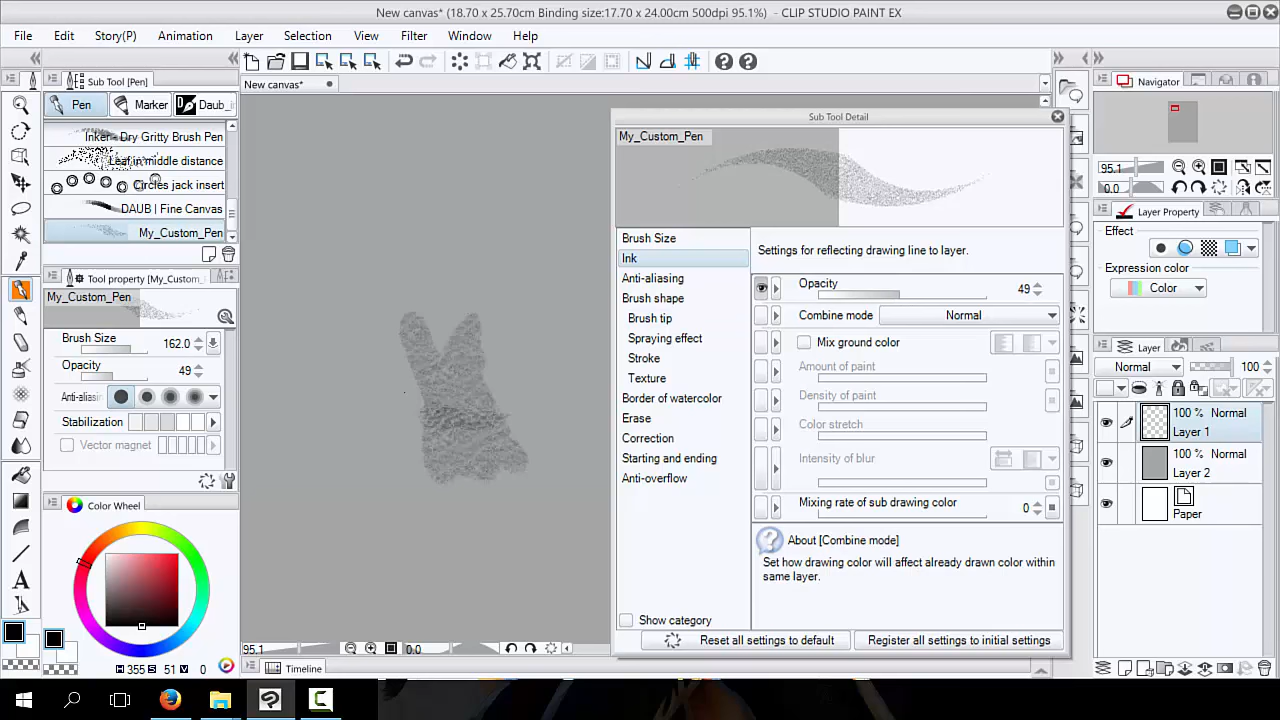 New canvas* (18.70 x 25.70cm Binding size:17.70 x 24.00cm 500dpi 95.1%) - CLIP STUDIO PAINT EX
File Edit Story(P) Animation Layer Selection View Filter Window Help
Sub Tool [Pen]
New canvas*
Navigator
Pen Marker Daub_i
Inker - Dry Gritty Brush Pen
Leaf in middle distance
Circles jack insert
DAUB | Fine Canvas
My_Custom_Pen
Tool property [My_Custom_
My_Custom_Pen
Brush Size 162.0
Opacity 49
Anti-aliasin
Stabilization
Vector magnet
Color Wheel
355 S 51 V 0
95.1 0.0
Timeline
Sub Tool Detail
My_Custom_Pen
Brush Size
Ink
Anti-aliasing
Brush shape
Brush tip
Spraying effect
Stroke
Texture
Border of watercolor
Erase
Correction
Starting and ending
Anti-overflow
Show category
Settings for reflecting drawing line to layer.
Opacity 49
Combine mode Normal
Mix ground color
Amount of paint
Density of paint
Color stretch
Intensity of blur
Mixing rate of sub drawing color 0
About [Combine mode]
Set how drawing color will affect already drawn color within
same layer.
Reset all settings to default Register all settings to initial settings
95.1
0.0
Layer Property
Effect
Expression color
Color
Layer
Normal 100
100 % Normal
Layer 1
100 % Normal
Layer 2
Paper